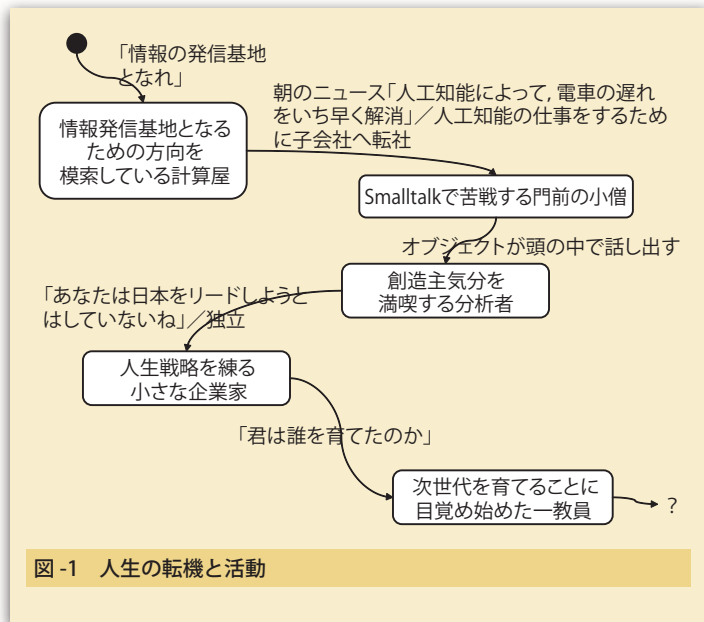 「情報の発信基地
となれ」
情報発信基地となる
ための方向を
模索している計算屋
朝のニュース「人工知能によって, 電車の遅れ
をいち早く解消」／人工知能の仕事をするため
に子会社へ転社
Smalltalkで苦戦する門前の小僧
オブジェクトが頭の中で話し出す
創造主気分を
満喫する分析者
「あなたは日本をリードしようと
はしていないね」／独立
人生戦略を練る
小さな企業家
「君は誰を育てたのか」
次世代を育てることに
目覚め始めた一教員
？
図 -1　人生の転機と活動